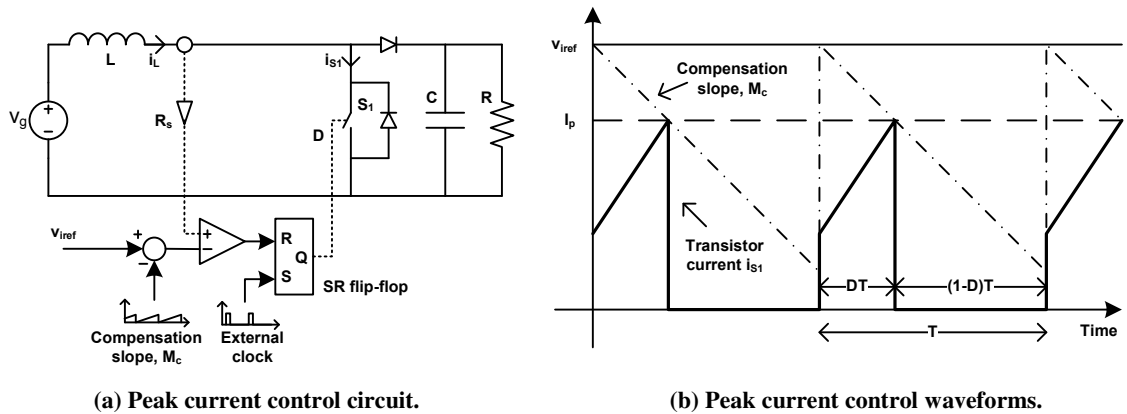 L
i_L
i_S1
V_g
R_s
S_1
D
C
R
v_iref
+
−
+
−
R
Q
S
SR flip-flop
Compensation
slope, M_c
External
clock
(a) Peak current control circuit.
v_iref
Compensation
slope, M_c
I_p
Transistor
current i_S1
DT
(1-D)T
T
Time
(b) Peak current control waveforms.